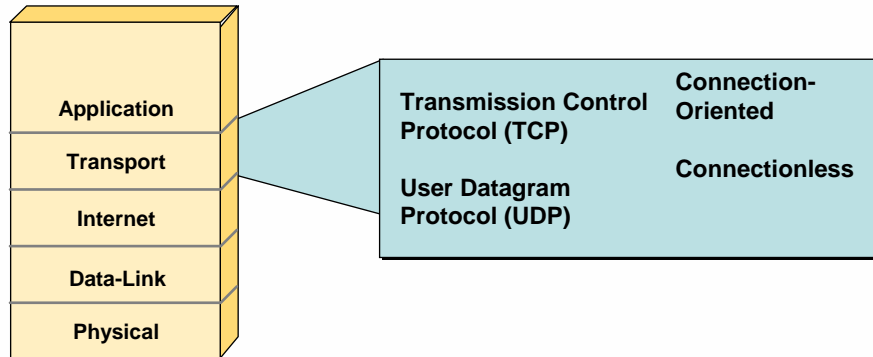 Application
Transport
Internet
Data-Link
Physical
Transmission Control
Protocol (TCP)
User Datagram
Protocol (UDP)
Connection-
Oriented
Connectionless